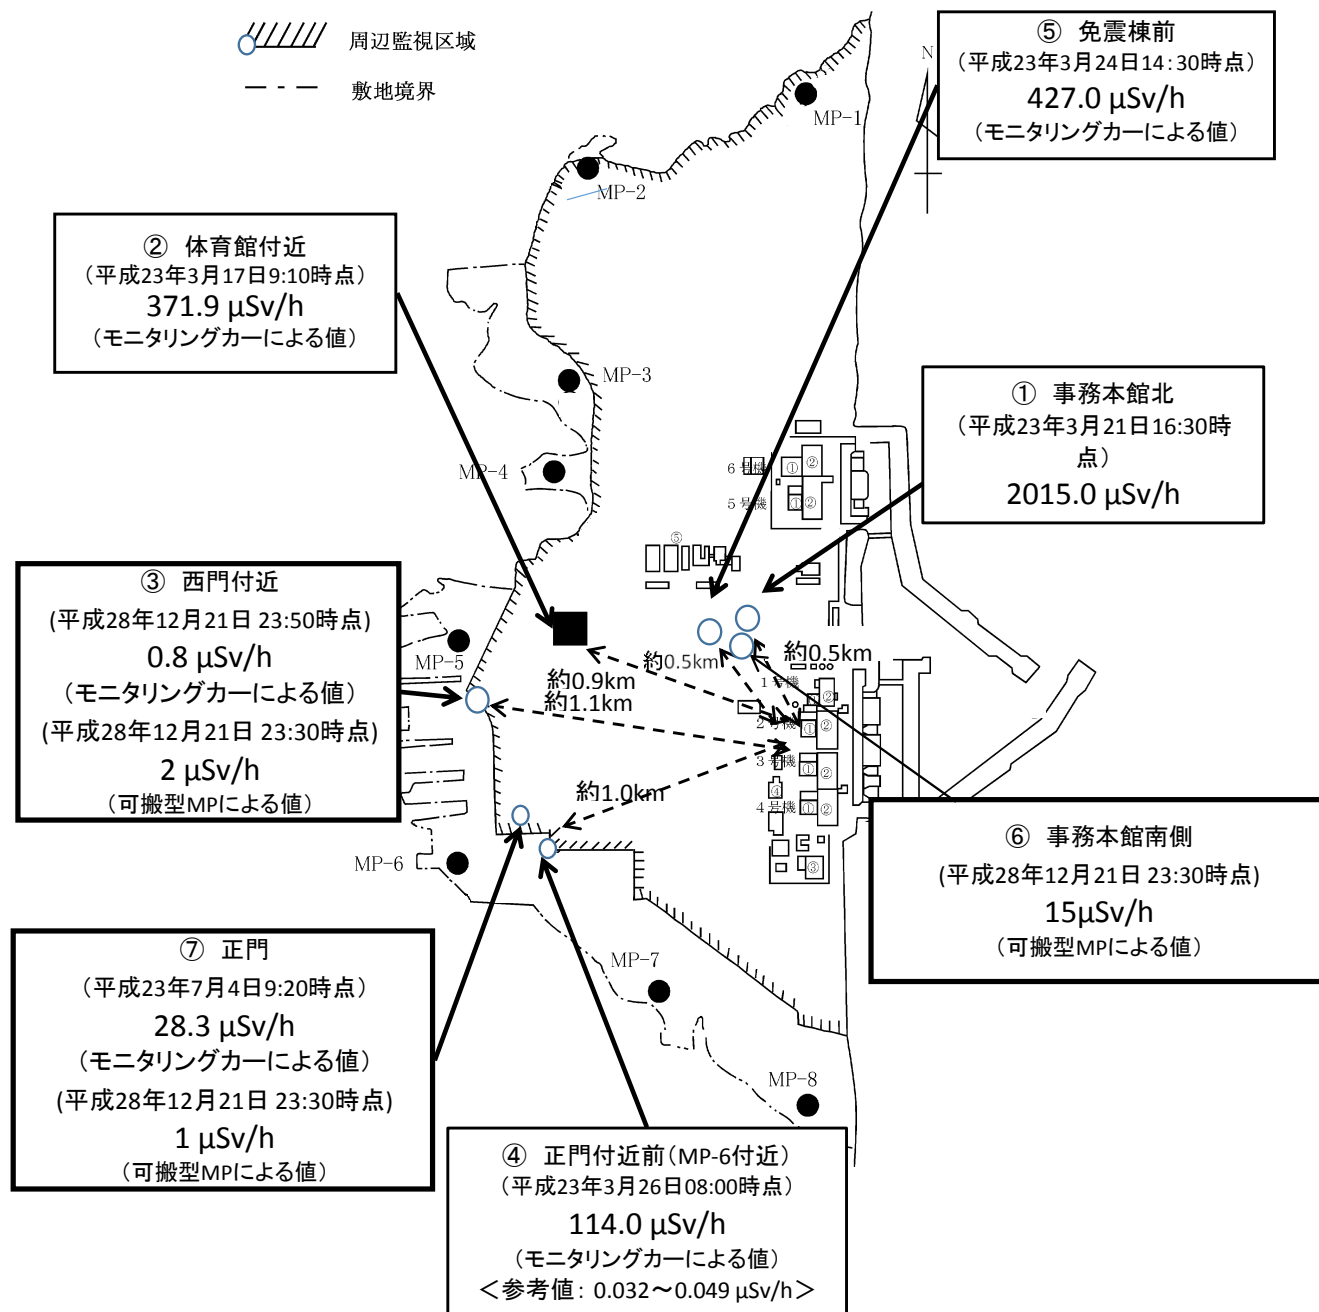 周辺監視区域
敷地境界
⑤ 免震棟前
(平成23年3月24日14:30時点)
427.0 µSv/h
(モニタリングカーによる値)
N
MP-1
MP-2
② 体育館付近
(平成23年3月17日9:10時点)
371.9 µSv/h
(モニタリングカーによる値)
MP-3
① 事務本館北
(平成23年3月21日16:30時
点)
2015.0 µSv/h
MP-4
6号機
① ②
5号機
① ②
⑤
③ 西門付近
(平成28年12月21日 23:50時点)
0.8 µSv/h
(モニタリングカーによる値)
(平成28年12月21日 23:30時点)
2 µSv/h
(可搬型MPによる値)
MP-5
約0.5km
約0.5km
約0.9km
約1.1km
1号機
②
2号機
① ②
3号機
① ②
約1.0km
④
4号機
① ②
③
MP-6
⑥ 事務本館南側
(平成28年12月21日 23:30時点)
15µSv/h
(可搬型MPによる値)
⑦ 正門
(平成23年7月4日9:20時点)
28.3 µSv/h
(モニタリングカーによる値)
(平成28年12月21日 23:30時点)
1 µSv/h
(可搬型MPによる値)
MP-7
MP-8
④ 正門付近前(MP-6付近)
(平成23年3月26日08:00時点)
114.0 µSv/h
(モニタリングカーによる値)
<参考値: 0.032～0.049 µSv/h>